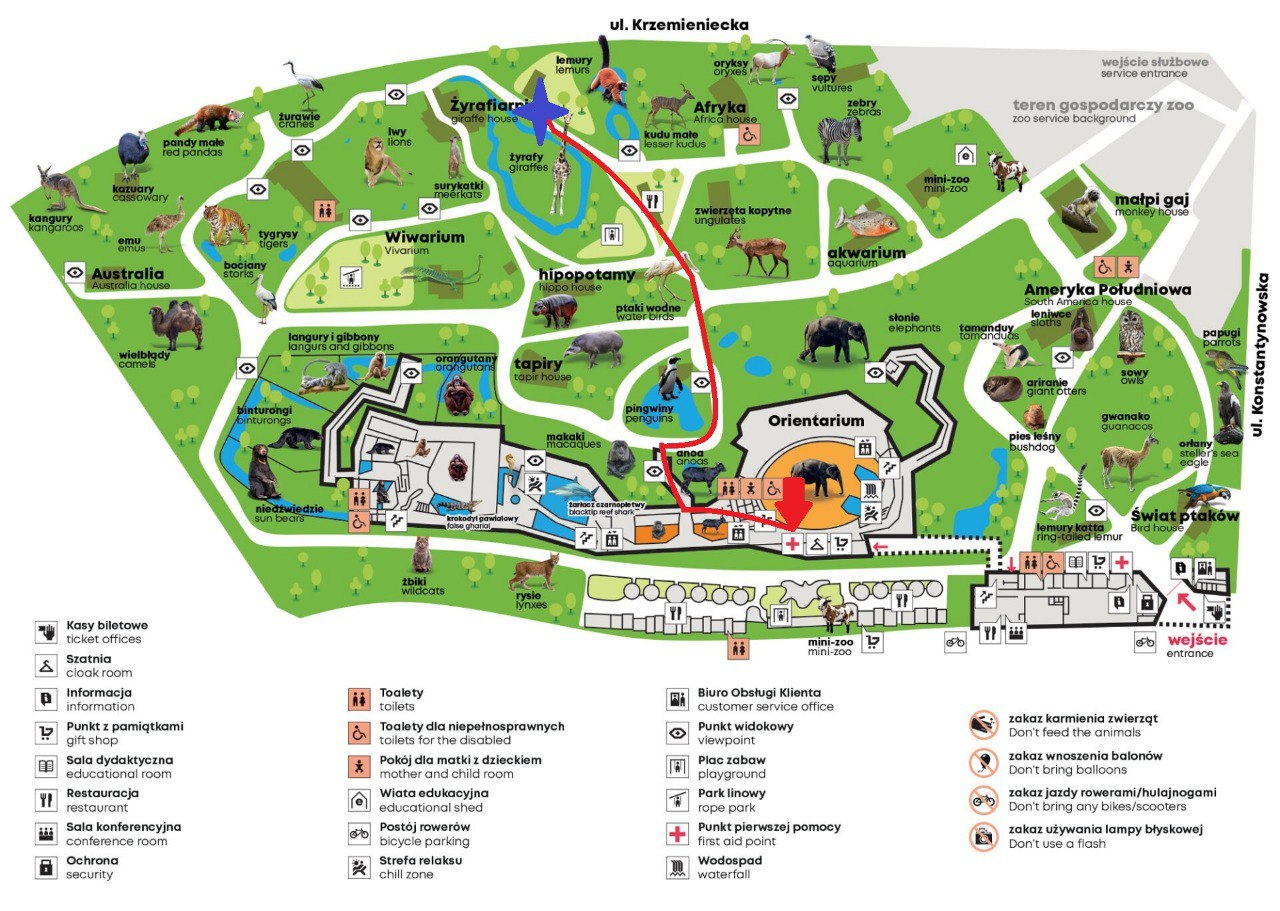 ul. Krzemieniecka
lemury
lemurs
oryksy
oryxes
sępy
vultures
wejście służbowe
service entrance
żurawie
cranes
Żyrafiarni
giraffe house
Afryka
Africa house
zebry
zebras
teren gospodarczy zoo
zoo service background
pandy małe
red pandas
lwy
lions
kudu małe
lesser kudus
żyrafy
giraffes
surykatki
meerkats
mini-zoo
mini-zoo
kazuary
cassowary
małpi gaj
monkey house
kangury
kangaroos
emu
emus
tygrysy
tigers
zwierzęta kopytne
ungulates
Wiwarium
Vivarium
akwarium
aquarium
bociany
storks
Australia
Australia house
hipopotamy
hippo house
ptaki wodne
water birds
Ameryka Południowa
South America house
ul. Konstantynowska
słonie
elephants
leniwce
sloths
tamanduy
tamanduas
papugi
parrots
wielbłądy
camels
langury i gibbony
langurs and gibbons
orangutany
orangutans
tapiry
tapir house
sowy
owls
ariranie
giant otters
binturongi
binturongs
pingwiny
penguins
Orientarium
gwanako
guanacos
pies leśny
bushdog
makaki
macaques
anoa
anoas
orłany
steller's sea
eagle
niedźwiedzie
sun bears
krokodyl gawialowy
false gharial
żarłacz czarnopłetwy
blacktip reef shark
lemury katta
ring-tailed lemur
Świat ptaków
Bird house
żbiki
wildcats
rysie
lynxes
mini-zoo
mini-zoo
wejście
entrance
Kasy biletowe
ticket offices
Szatnia
cloak room
Informacja
information
Punkt z pamiątkami
gift shop
Sala dydaktyczna
educational room
Restauracja
restaurant
Sala konferencyjna
conference room
Ochrona
security
Toalety
toilets
Toalety dla niepełnosprawnych
toilets for the disabled
Pokój dla matki z dzieckiem
mother and child room
Wiata edukacyjna
educational shed
Postój rowerów
bicycle parking
Strefa relaksu
chill zone
Biuro Obsługi Klienta
customer service office
Punkt widokowy
viewpoint
Plac zabaw
playground
Park linowy
rope park
Punkt pierwszej pomocy
first aid point
Wodospad
waterfall
zakaz karmienia zwierząt
Don't feed the animals
zakaz wnoszenia balonów
Don't bring balloons
zakaz jazdy rowerami/hulajnogami
Don't bring any bikes/scooters
zakaz używania lampy błyskowej
Don't use a flash